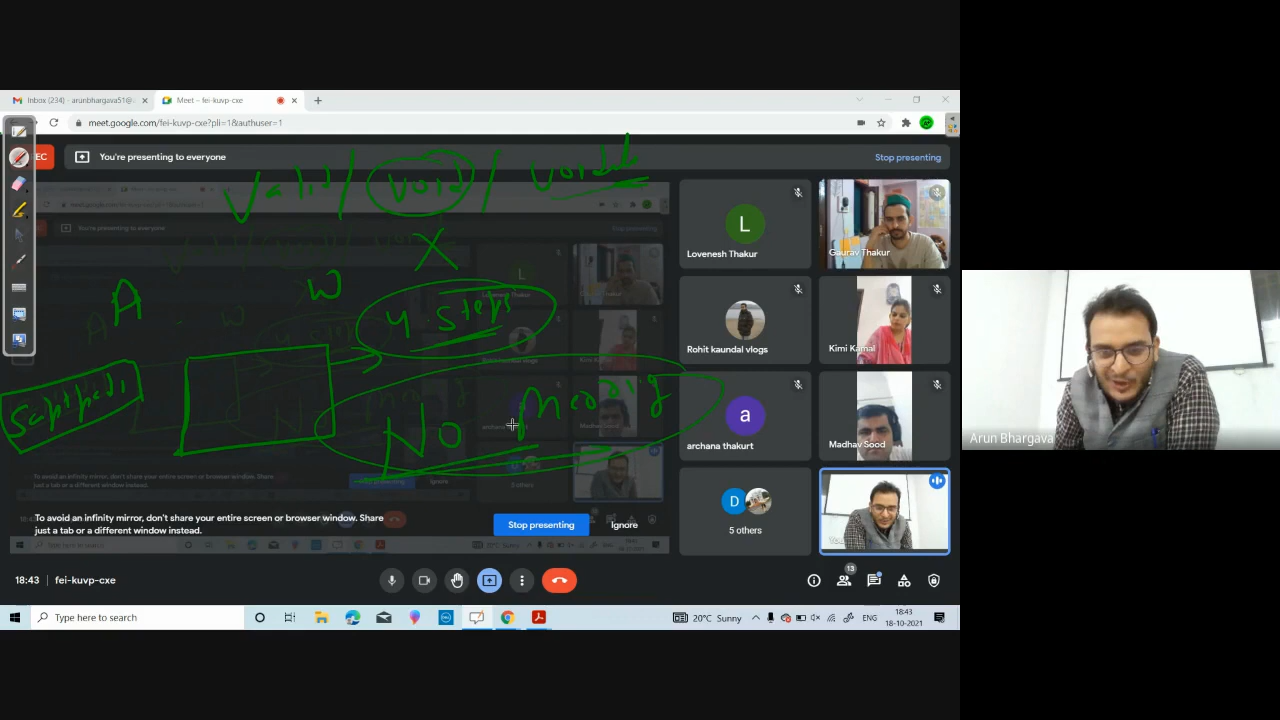 Inbox (234) - arunbhargava51@
Meet – fei-kuvp-cxe
meet.google.com/fei-kuvp-cxe?pli=1&authuser=1
EC
You're presenting to everyone
Stop presenting
Valid / Void /
X
A
W
4 steps
Saptpadi
No meaning
Lovenesh Thakur
Gaurav Thakur
Rohit kaundal vlogs
Kimi Kamal
a
archana thakurt
Madhav Sood
L
D
5 others
You
Arun Bhargava
To avoid an infinity mirror, don't share your entire screen or browser window. Share
just a tab or a different window instead.
Stop presenting
Ignore
18:43
fei-kuvp-cxe
13
Type here to search
20°C Sunny
ENG
18:43
18-10-2021